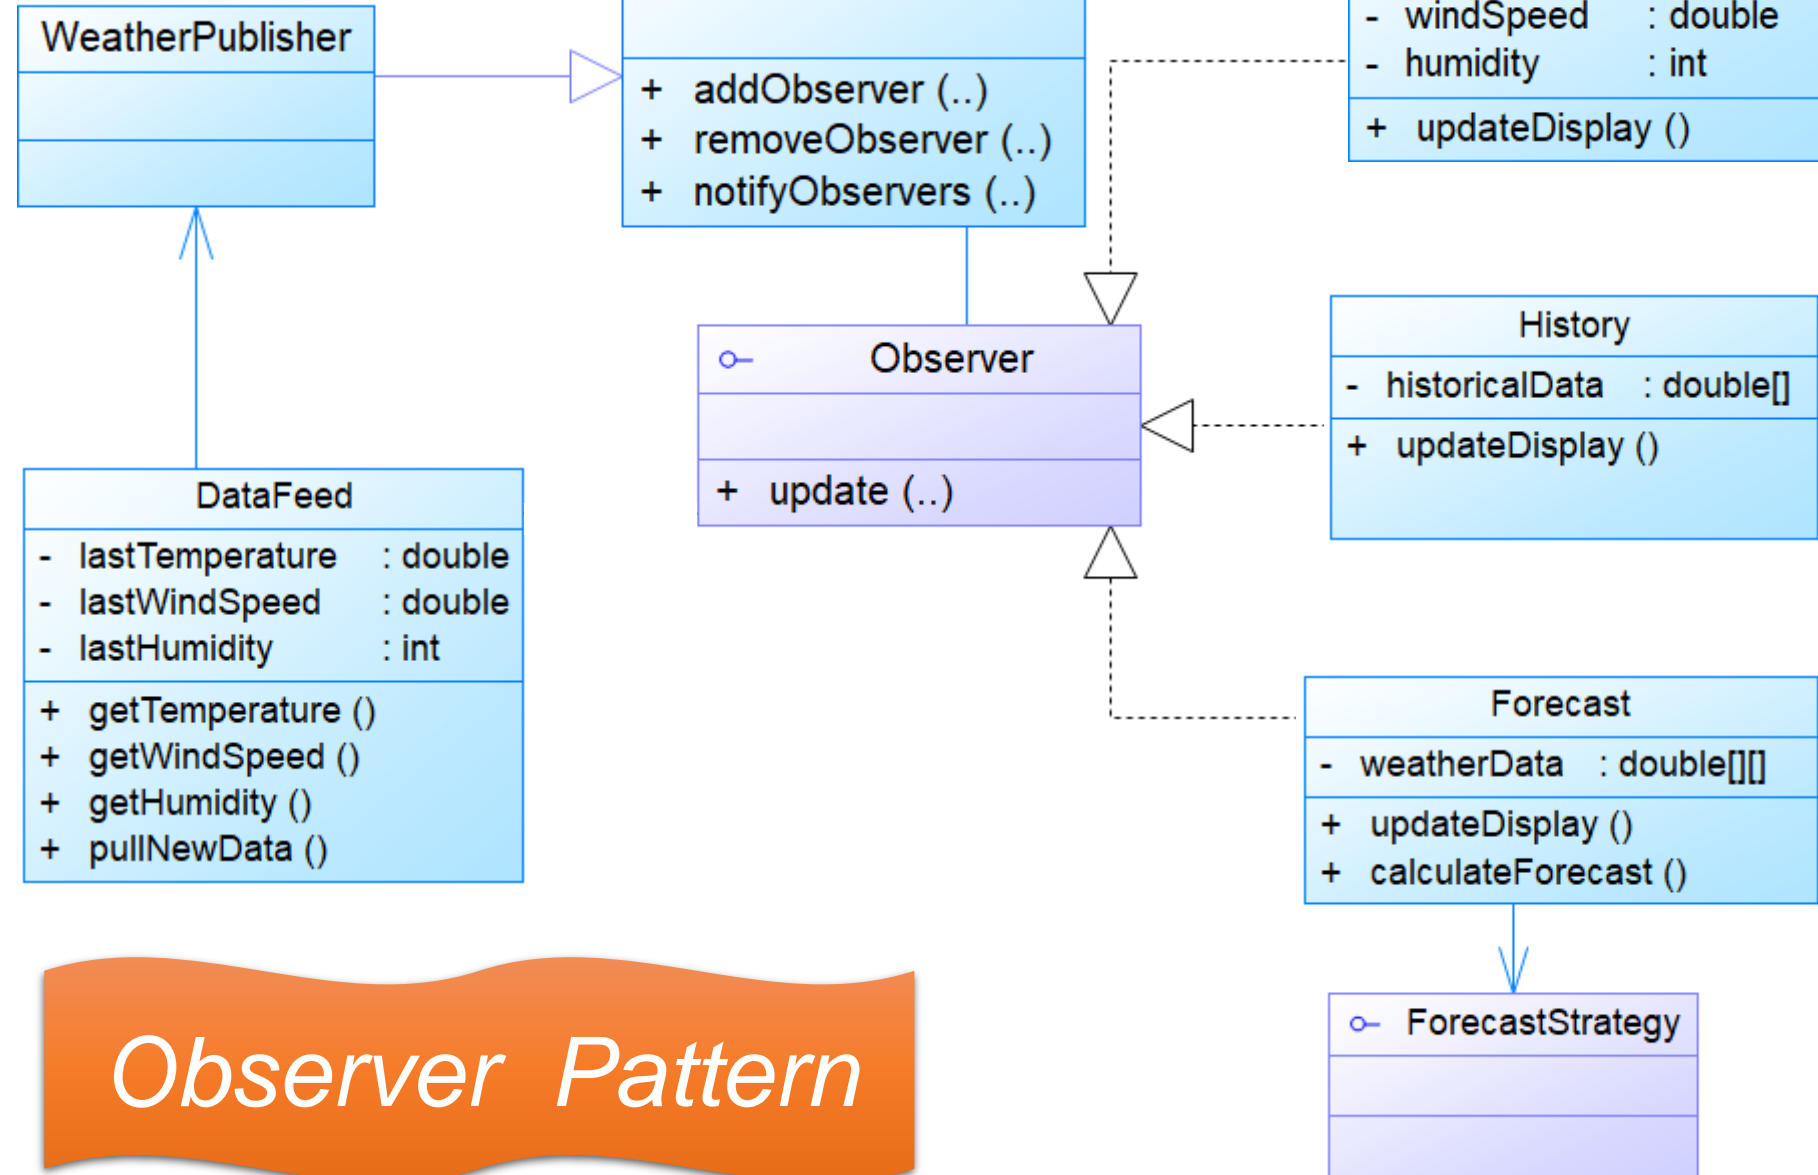 WeatherPublisher
+ addObserver (..)
+ removeObserver (..)
+ notifyObservers (..)
- windSpeed : double
- humidity : int
+ updateDisplay ()
Observer
+ update (..)
History
- historicalData : double[]
+ updateDisplay ()
DataFeed
- lastTemperature : double
- lastWindSpeed : double
- lastHumidity : int
+ getTemperature ()
+ getWindSpeed ()
+ getHumidity ()
+ pullNewData ()
Forecast
- weatherData : double[][]
+ updateDisplay ()
+ calculateForecast ()
ForecastStrategy
Observer Pattern